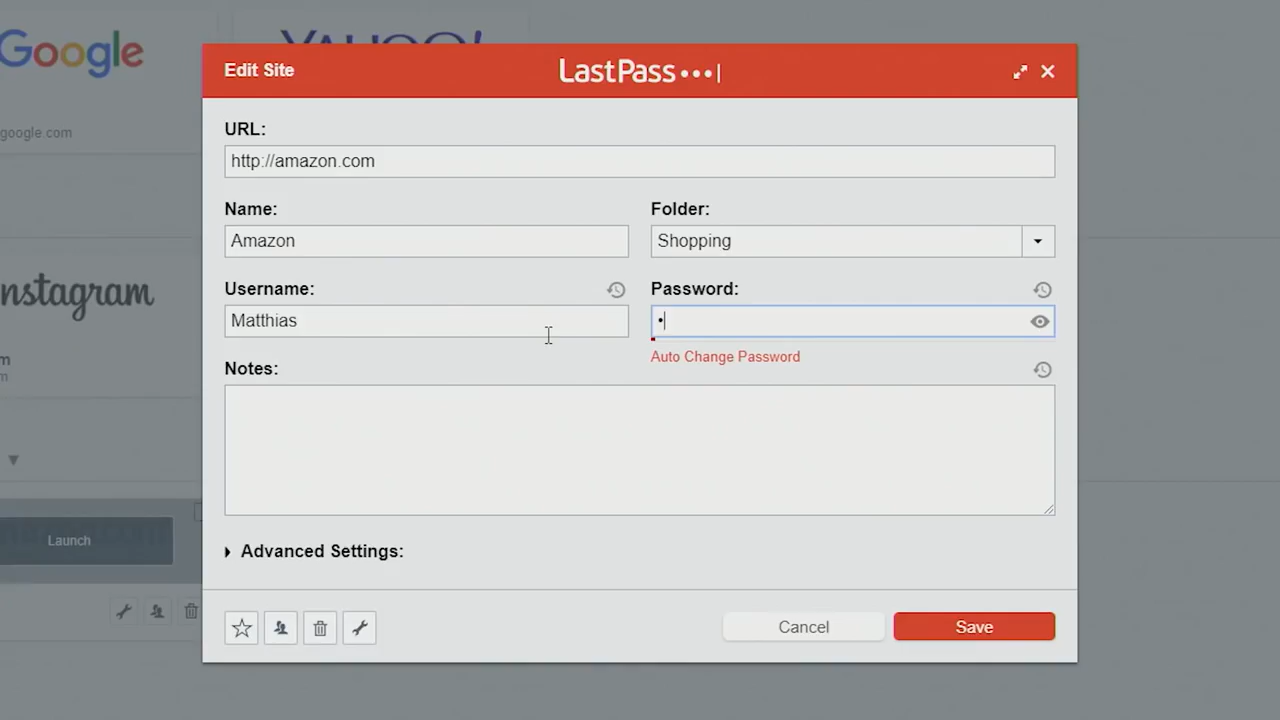 Google
YAHOO!
google.com
Edit Site
LastPass•••|
URL:
http://amazon.com
Name:
Folder:
Amazon
Shopping
nstagram
Username:
Password:
Matthias
•
Auto Change Password
m
m
Notes:
Launch
Advanced Settings:
Cancel
Save